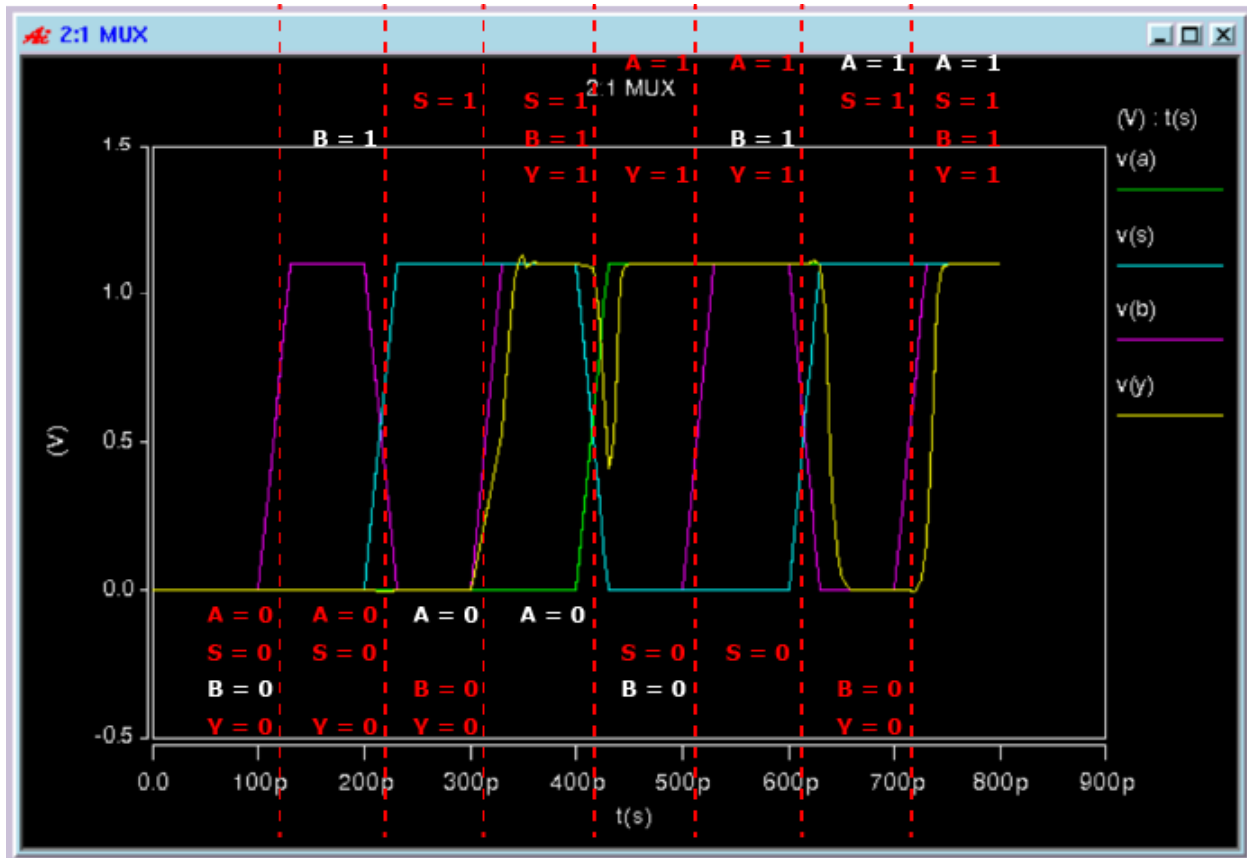 2:1 MUX
A = 1 A = 1 A = 1 A = 1
2:1 MUX
S = 1 S = 1 S = 1 S = 1
(V) : t(s)
B = 1 B = 1 B = 1 B = 1
1.5
v(a)
Y = 1 Y = 1 Y = 1 Y = 1
v(s)
1.0
v(b)
v(y)
(V)
0.5
0.0
A = 0 A = 0 A = 0 A = 0
S = 0 S = 0 S = 0 S = 0
B = 0 B = 0 B = 0 B = 0
Y = 0 Y = 0 Y = 0 Y = 0
-0.5
0.0 100p 200p 300p 400p 500p 600p 700p 800p 900p
t(s)